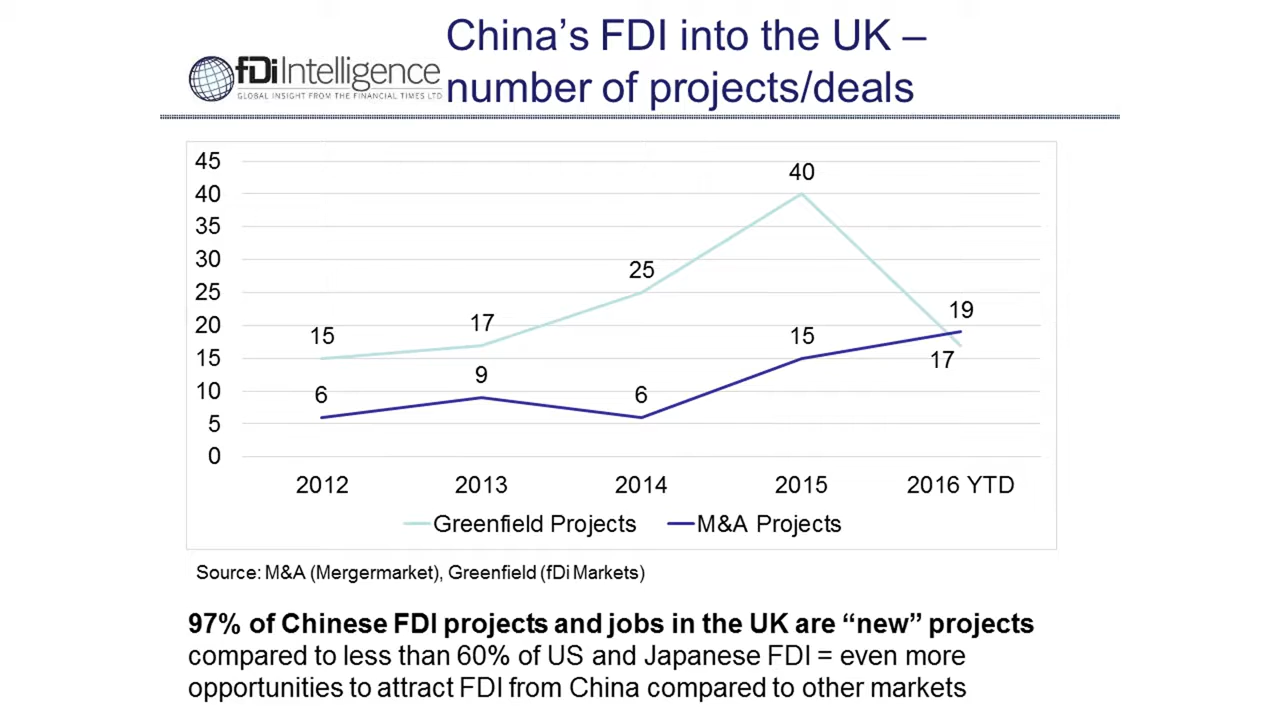 China’s FDI into the UK –
number of projects/deals
fDi Intelligence
GLOBAL INSIGHT FROM THE FINANCIAL TIMES LTD
45
40
35
30
25
20
15
10
5
0
15
17
25
40
17
6
9
6
15
19
2012 2013 2014 2015 2016 YTD
Greenfield Projects M&A Projects
Source: M&A (Mergermarket), Greenfield (fDi Markets)
97% of Chinese FDI projects and jobs in the UK are “new” projects
compared to less than 60% of US and Japanese FDI = even more
opportunities to attract FDI from China compared to other markets